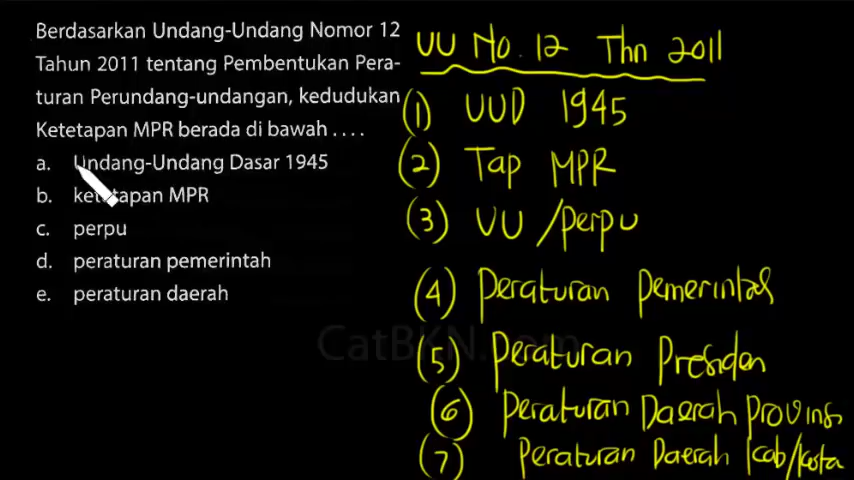 Berdasarkan Undang-Undang Nomor 12
Tahun 2011 tentang Pembentukan Pera-
turan Perundang-undangan, kedudukan
Ketetapan MPR berada di bawah . . . .
a. Undang-Undang Dasar 1945
b. ketetapan MPR
c. perpu
d. peraturan pemerintah
e. peraturan daerah
UU No. 12 Thn 2011
(1) UUD 1945
(2) Tap MPR
(3) UU /perpu
(4) Peraturan Pemerintah
(5) Peraturan Presiden
(6) Peraturan Daerah Provinsi
(7) Peraturan Daerah kab/kota
CatBKN.com